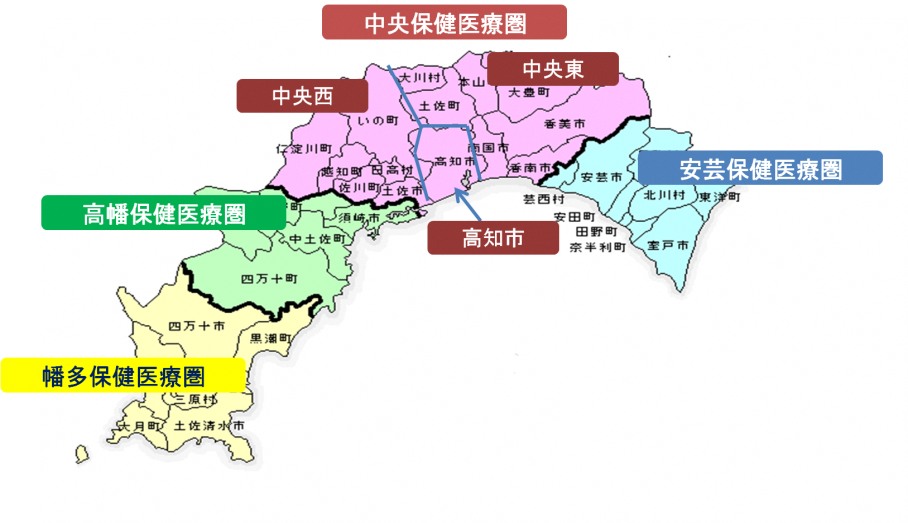 中央保健医療圏
中央東
中央西
大川村
本山
大豊町
土佐町
いの町
香美市
仁淀川町
南国市
高知市
越知町
日高村
香南市
佐川町
土佐市
安芸市
安芸保健医療圏
北川村
東洋町
芸西村
安田町
田野町
奈半利町
室戸市
高知市
高幡保健医療圏
町
須崎市
中土佐町
四万十町
四万十市
黒潮町
幡多保健医療圏
三原村
大月町
土佐清水市